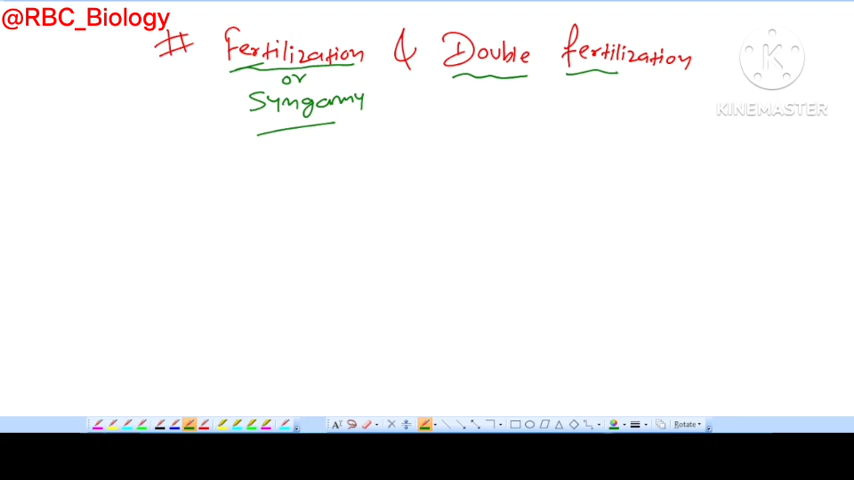 @RBC_Biology
# Fertilization & Double fertilization
or
Syngamy
KINEMASTER
Rotate